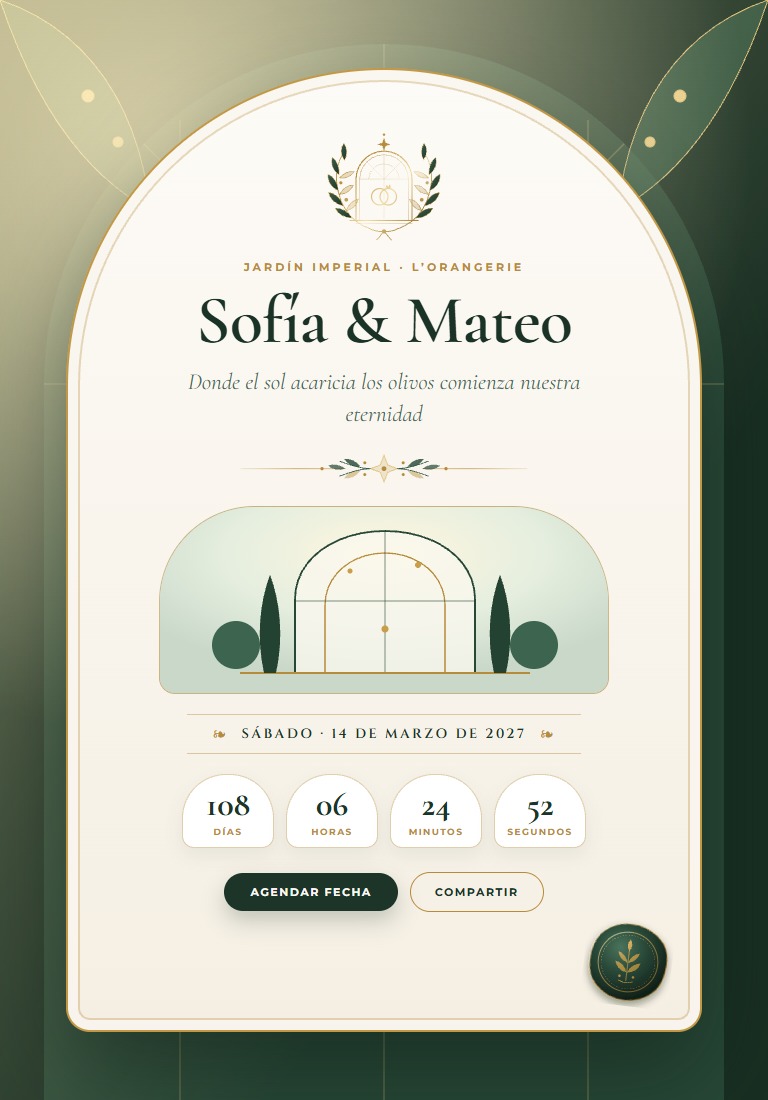 JARDÍN IMPERIAL · L'ORANGERIE
Sofía & Mateo
Donde el sol acaricia los olivos comienza nuestra
eternidad
❧ SÁBADO · 14 DE MARZO DE 2027 ❧
108 06 24 52
DÍAS HORAS MINUTOS SEGUNDOS
AGENDAR FECHA COMPARTIR